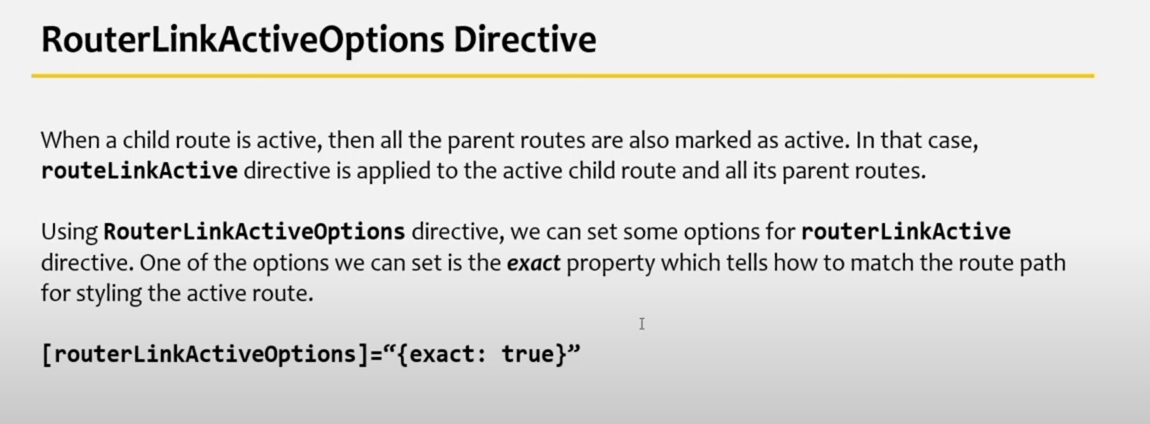 RouterLinkActiveOptions Directive
When a child route is active, then all the parent routes are also marked as active. In that case,
routeLinkActive directive is applied to the active child route and all its parent routes.
Using RouterLinkActiveOptions directive, we can set some options for routerLinkActive
directive. One of the options we can set is the exact property which tells how to match the route path
for styling the active route.
[routerLinkActiveOptions]=“{exact: true}”